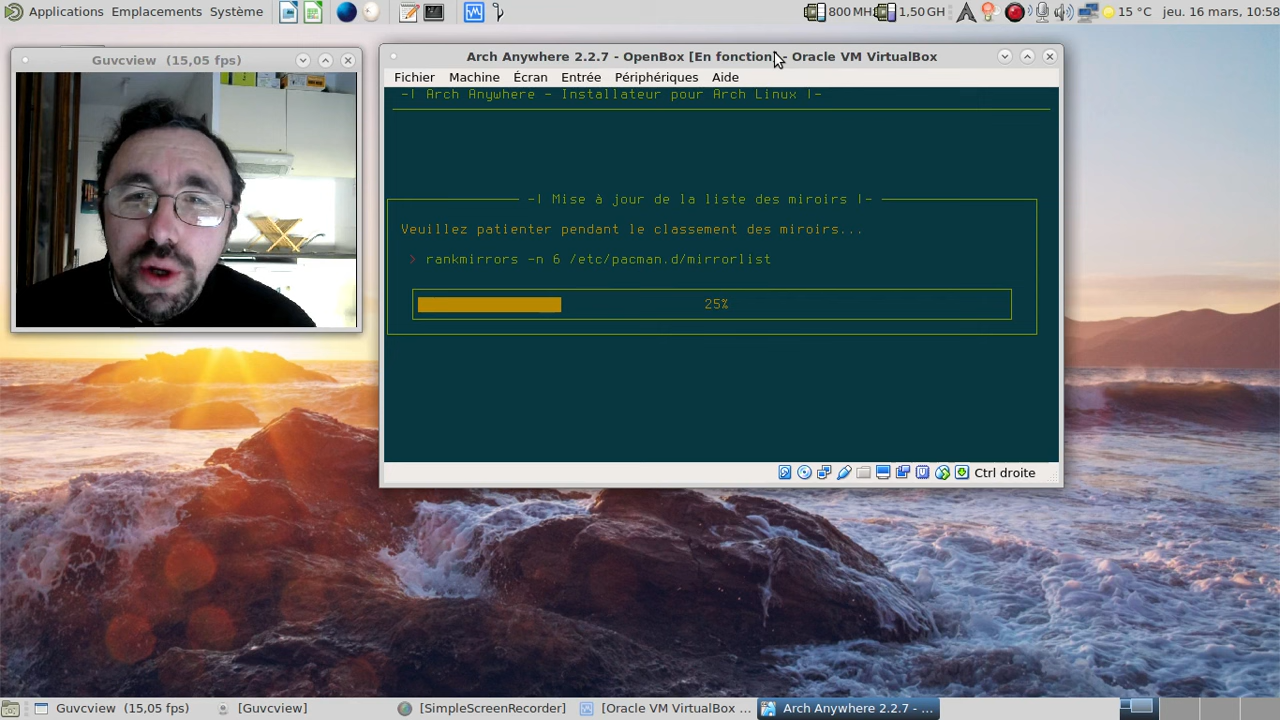 Applications Emplacements Système
800 MHz
1,50 GH
15 °C
jeu. 16 mars, 10:58
Guvcview (15,05 fps)
Arch Anywhere 2.2.7 - OpenBox [En fonction] - Oracle VM VirtualBox
Fichier Machine Écran Entrée Périphériques Aide
-| Arch Anywhere - Installateur pour Arch Linux |-
-| Mise à jour de la liste des miroirs |-
Veuillez patienter pendant le classement des miroirs...
> rankmirrors -n 6 /etc/pacman.d/mirrorlist
25%
Ctrl droite
Guvcview (15,05 fps)
[Guvcview]
[SimpleScreenRecorder]
[Oracle VM VirtualBox ...
Arch Anywhere 2.2.7 - ...